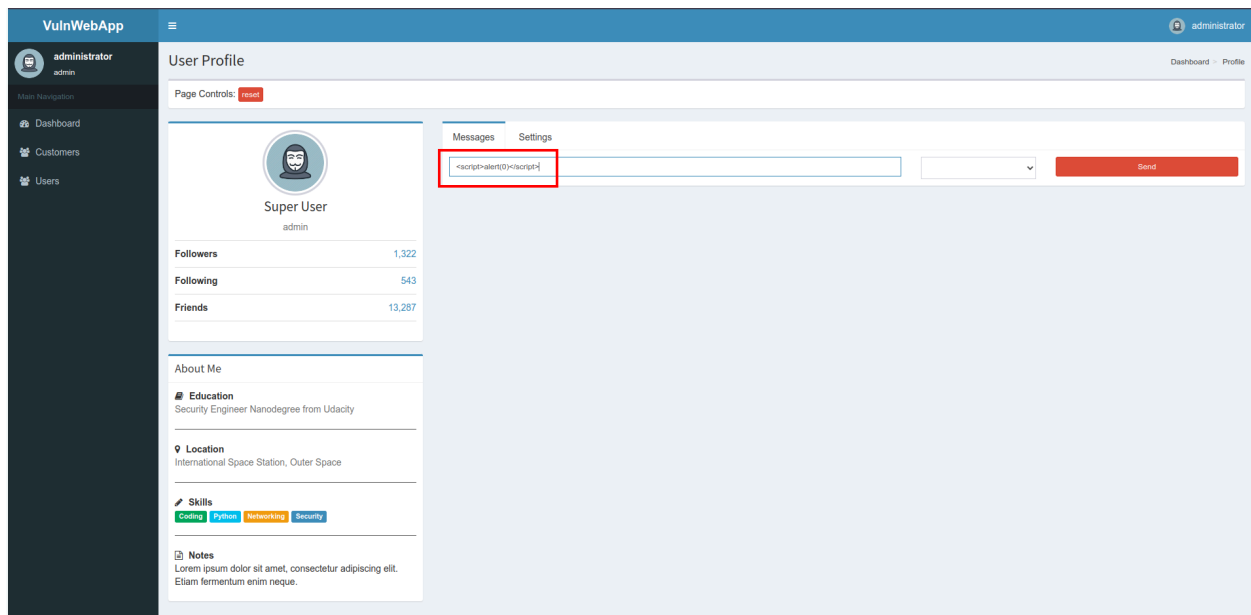 VulnWebApp
administrator
administrator
admin
Main Navigation
Dashboard
Customers
Users
User Profile
Dashboard > Profile
Page Controls: reset
Super User
admin
Followers 1,322
Following 543
Friends 13,287
About Me
Education
Security Engineer Nanodegree from Udacity
Location
International Space Station, Outer Space
Skills
Coding Python Networking Security
Notes
Lorem ipsum dolor sit amet, consectetur adipiscing elit.
Etiam fermentum enim neque.
Messages Settings
<script>alert(0)</script>
Send